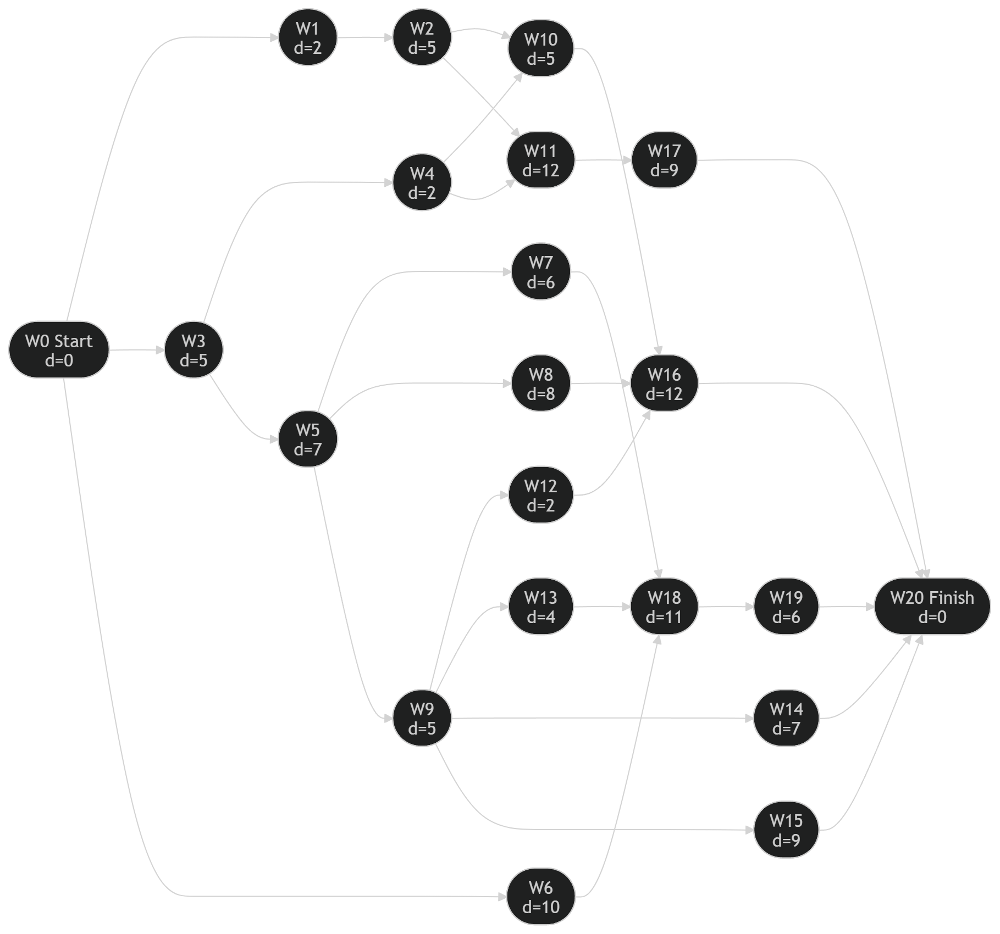 W1
d=2
W2
d=5
W10
d=5
W11
d=12
W17
d=9
W4
d=2
W7
d=6
W0 Start
d=0
W3
d=5
W8
d=8
W16
d=12
W5
d=7
W12
d=2
W13
d=4
W18
d=11
W19
d=6
W20 Finish
d=0
W9
d=5
W14
d=7
W15
d=9
W6
d=10